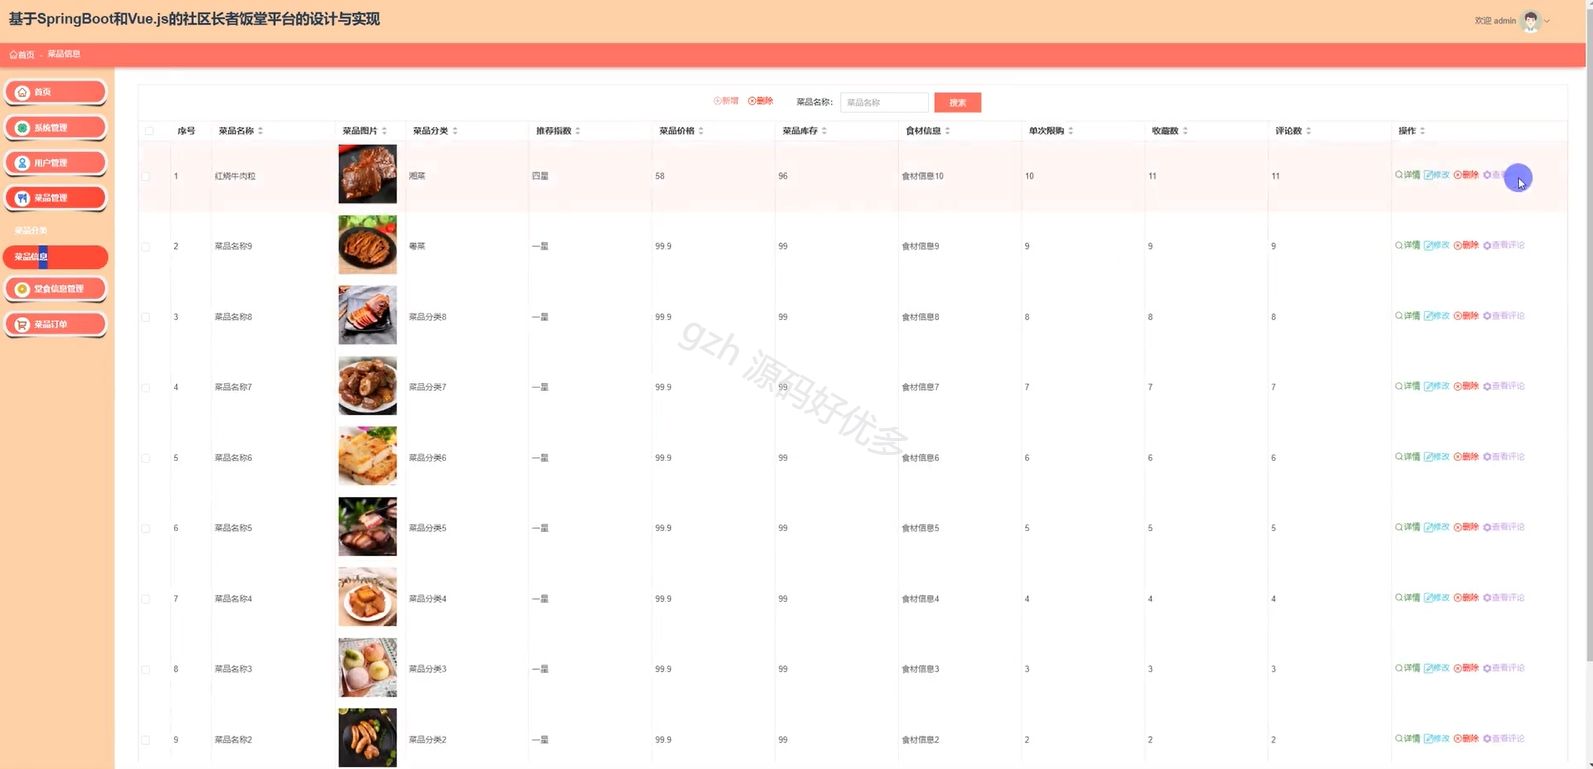 基于SpringBoot和Vue.js的社区长者饭堂平台的设计与实现
欢迎 admin
首页 菜品信息
首页
系统管理
用户管理
菜品管理
菜品分类
菜品信息
堂食信息管理
菜品订单
新增 删除 菜品名称: 菜品名称 搜索
序号 菜品名称 菜品图片 菜品分类 推荐指数 菜品价格 菜品库存 食材信息 单次限购 收藏数 评论数 操作
1 红烧牛肉粒 湘菜 四星 58 96 食材信息10 10 11 11 详情 修改 删除 查看
2 菜品名称9 粤菜 一星 99.9 99 食材信息9 9 9 9 详情 修改 删除 查看评论
3 菜品名称8 菜品分类8 一星 99.9 99 食材信息8 8 8 8 详情 修改 删除 查看评论
4 菜品名称7 菜品分类7 一星 99.9 99 食材信息7 7 7 7 详情 修改 删除 查看评论
5 菜品名称6 菜品分类6 一星 99.9 99 食材信息6 6 6 6 详情 修改 删除 查看评论
6 菜品名称5 菜品分类5 一星 99.9 99 食材信息5 5 5 5 详情 修改 删除 查看评论
7 菜品名称4 菜品分类4 一星 99.9 99 食材信息4 4 4 4 详情 修改 删除 查看评论
8 菜品名称3 菜品分类3 一星 99.9 99 食材信息3 3 3 3 详情 修改 删除 查看评论
9 菜品名称2 菜品分类2 一星 99.9 99 食材信息2 2 2 2 详情 修改 删除 查看评论
gzh 源码好优多